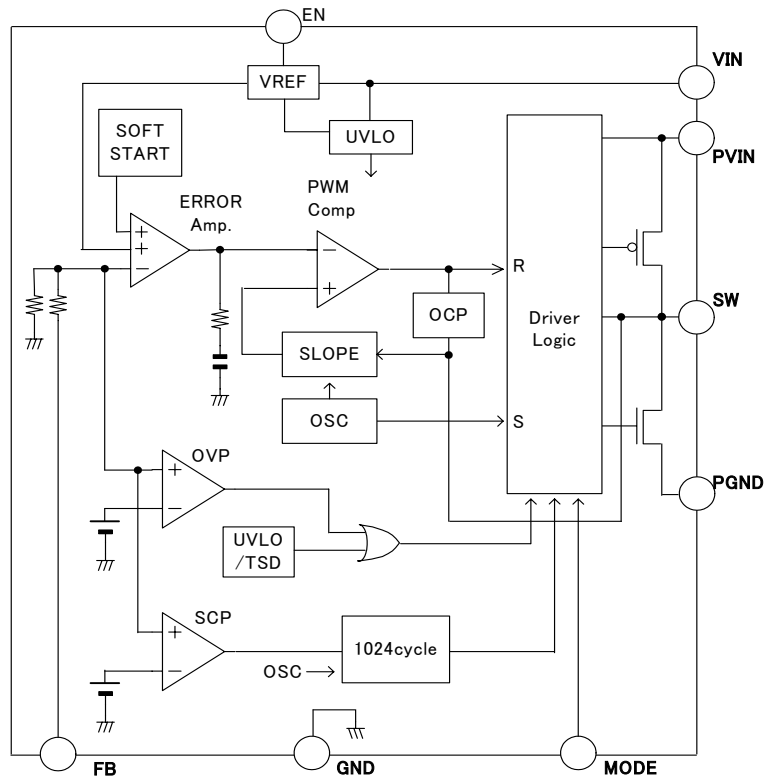 EN
VIN
VREF
SOFT
START
UVLO
PVIN
ERROR
Amp.
PWM
Comp
+
+
−
−
+
R
SW
OCP
Driver
Logic
SLOPE
OSC
S
OVP
+
−
PGND
UVLO
/TSD
SCP
+
−
1024cycle
OSC
FB
GND
MODE